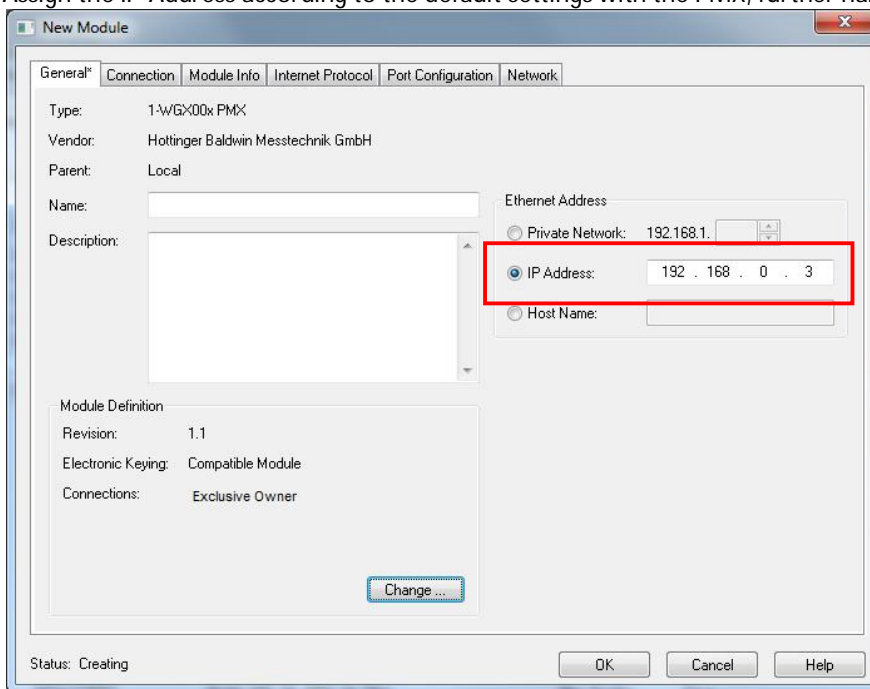 Assign the IP Address according to the default settings with the PMX, further
New Module
General* Connection Module Info Internet Protocol Port Configuration Network
Type: 1-WGX00x PMX
Vendor: Hottinger Baldwin Messtechnik GmbH
Parent: Local
Name:
Ethernet Address
Description:
Private Network: 192.168.1.
IP Address: 192 . 168 . 0 . 3
Host Name:
Module Definition
Revision: 1.1
Electronic Keying: Compatible Module
Connections: Exclusive Owner
Change ...
Status: Creating
OK Cancel Help